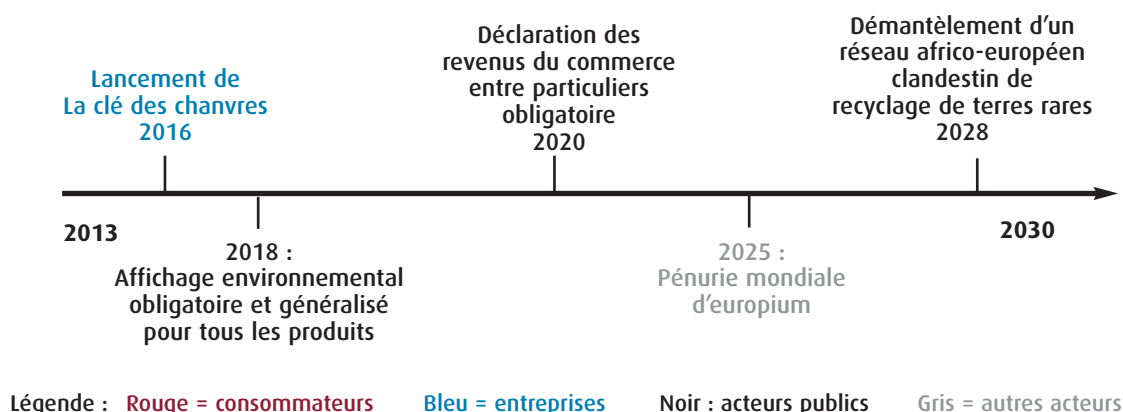 Lancement de
La clé des chanvres
2016
Déclaration des
revenus du commerce
entre particuliers
obligatoire
2020
Démantèlement d'un
réseau africo-européen
clandestin de
recyclage de terres rares
2028
2013
2030
2018 :
Affichage environnemental
obligatoire et généralisé
pour tous les produits
2025 :
Pénurie mondiale
d'europium
Légende : Rouge = consommateurs Bleu = entreprises Noir : acteurs publics Gris = autres acteurs